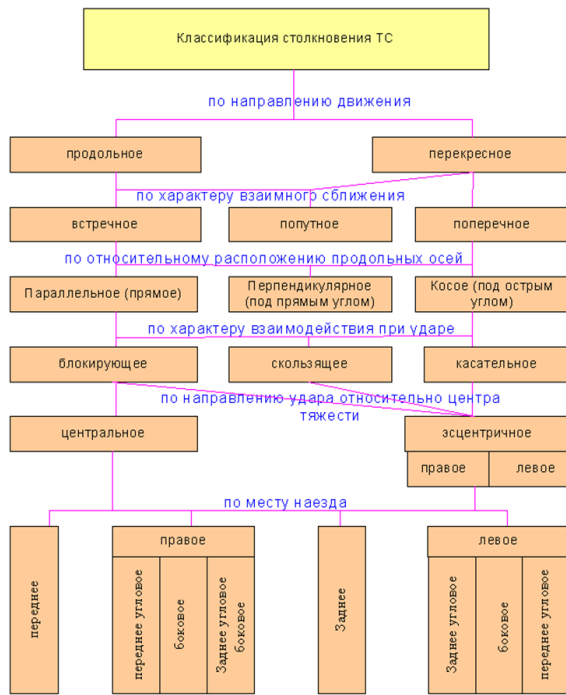 Классификация столкновения ТС
по направлению движения
продольное
перекресное
по характеру взаимного сближения
встречное
попутное
поперечное
по относительному расположению продольных осей
Параллельное (прямое)
Перпендикулярное
(под прямым углом)
Косое (под острым
углом)
по характеру взаимодействия при ударе
блокирующее
скользящее
касательное
по направлению удара относительно центра
тяжести
центральное
эсцентричное
правое
левое
по месту наезда
переднее
правое
переднее угловое
боковое
Заднее угловое
боковое
Заднее
левое
Заднее угловое
боковое
переднее угловое